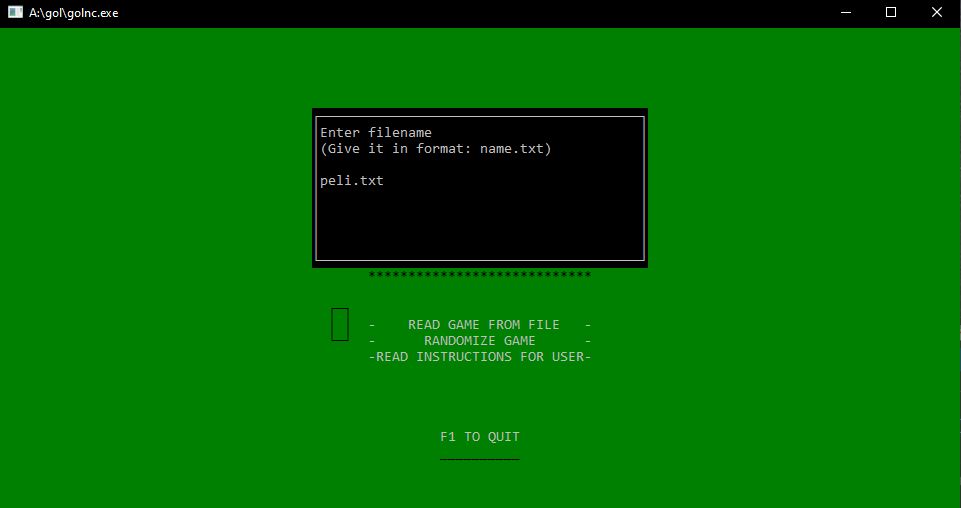 A:\gol\golnc.exe
Enter filename
(Give it in format: name.txt)
peli.txt
****************************
-    READ GAME FROM FILE   -
-      RANDOMIZE GAME      -
-READ INSTRUCTIONS FOR USER-
F1 TO QUIT